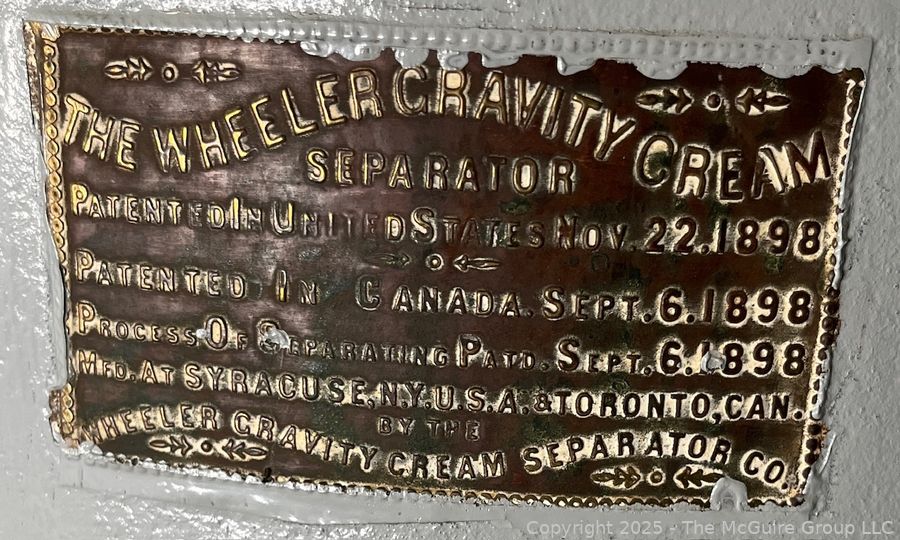 THE WHEELER GRAVITY CREAM
SEPARATOR
PATENTED IN UNITED STATES NOV. 22. 1898
PATENTED IN CANADA. SEPT. 6. 1898
PROCESS OF SEPARATING PATD. SEPT. 6. 1898
MFD. AT SYRACUSE, N.Y. U.S.A. & TORONTO, CAN.
BY THE
WHEELER GRAVITY CREAM SEPARATOR CO.
Copyright 2025 - The McGuire Group LLC